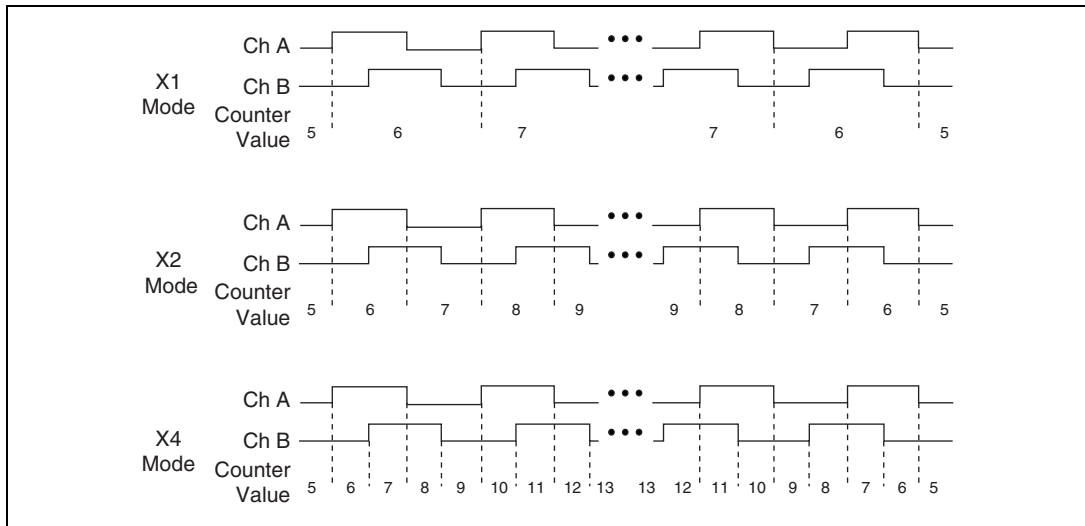 Ch A
X1 Mode
Ch B
Counter Value
5 6 7 7 6 5
Ch A
X2 Mode
Ch B
Counter Value
5 6 7 8 9 9 8 7 6 5
Ch A
X4 Mode
Ch B
Counter Value
5 6 7 8 9 10 11 12 13 13 12 11 10 9 8 7 6 5